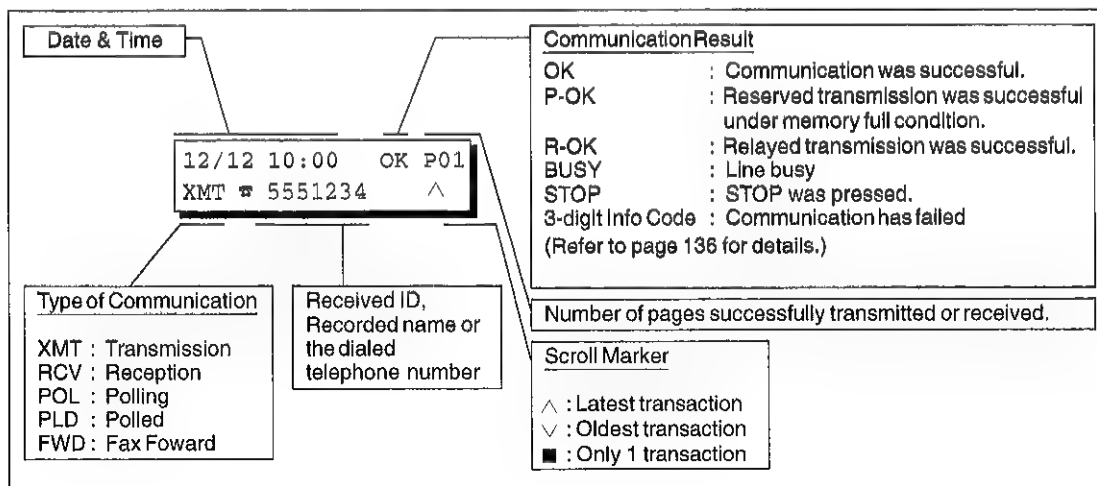 Date & Time
12/12 10:00 OK P01
XMT ☎ 5551234 ∧
Communication Result
OK : Communication was successful.
P-OK : Reserved transmission was successful
under memory full condition.
R-OK : Relayed transmission was successful.
BUSY : Line busy
STOP : STOP was pressed.
3-digit Info Code : Communication has failed
(Refer to page 136 for details.)
Type of Communication
XMT : Transmission
RCV : Reception
POL : Polling
PLD : Polled
FWD : Fax Foward
Received ID,
Recorded name or
the dialed
telephone number
Number of pages successfully transmitted or received.
Scroll Marker
∧ : Latest transaction
∨ : Oldest transaction
■ : Only 1 transaction